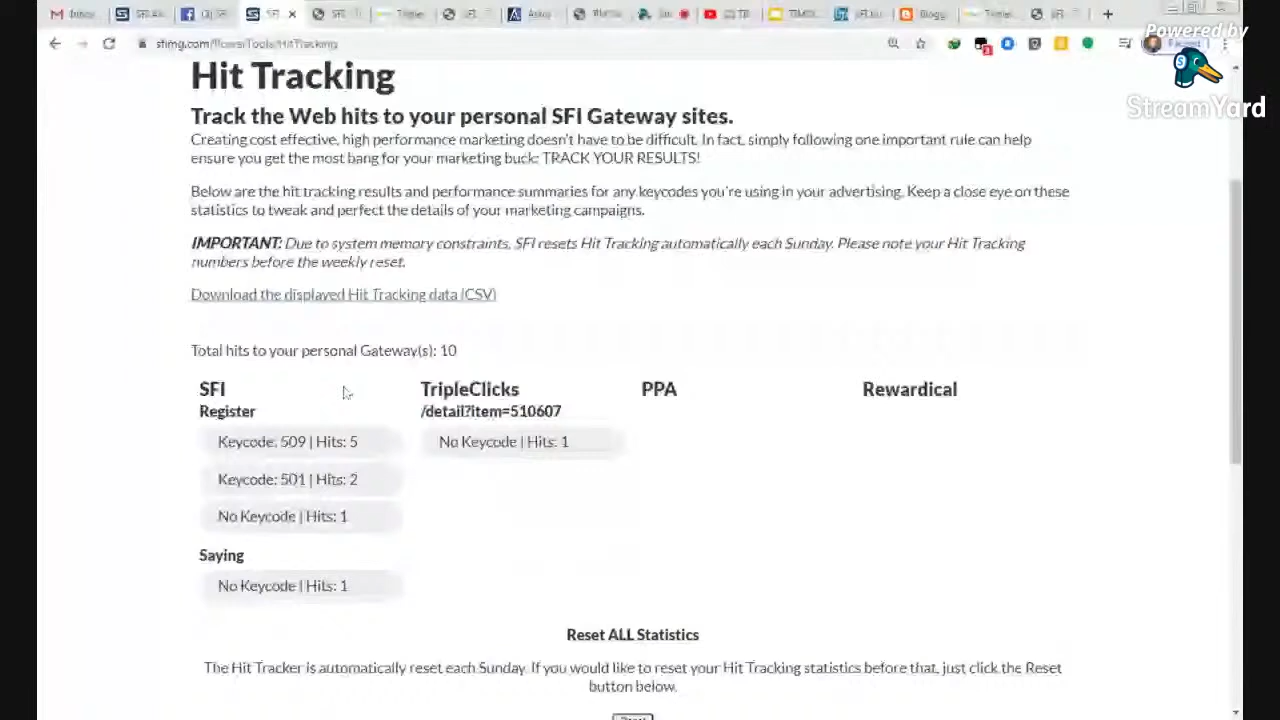 Inbox
Powered by
StreamYard
Hit Tracking
Track the Web hits to your personal SFI Gateway sites.
Creating cost effective, high performance marketing doesn't have to be difficult. In fact, simply following one important rule can help
ensure you get the most bang for your marketing buck: TRACK YOUR RESULTS!
Below are the hit tracking results and performance summaries for any keycodes you're using in your advertising. Keep a close eye on these
statistics to tweak and perfect the details of your marketing campaigns.
IMPORTANT: Due to system memory constraints, SFI resets Hit Tracking automatically each Sunday. Please note your Hit Tracking
numbers before the weekly reset.
Download the displayed Hit Tracking data (CSV)
Total hits to your personal Gateway(s): 10
SFI TripleClicks PPA Rewardical
Register /detail?item=510607
Keycode: 509 | Hits: 5 No Keycode | Hits: 1
Keycode: 501 | Hits: 2
No Keycode | Hits: 1
Saying
No Keycode | Hits: 1
Reset ALL Statistics
The Hit Tracker is automatically reset each Sunday. If you would like to reset your Hit Tracking statistics before that, just click the Reset
button below.